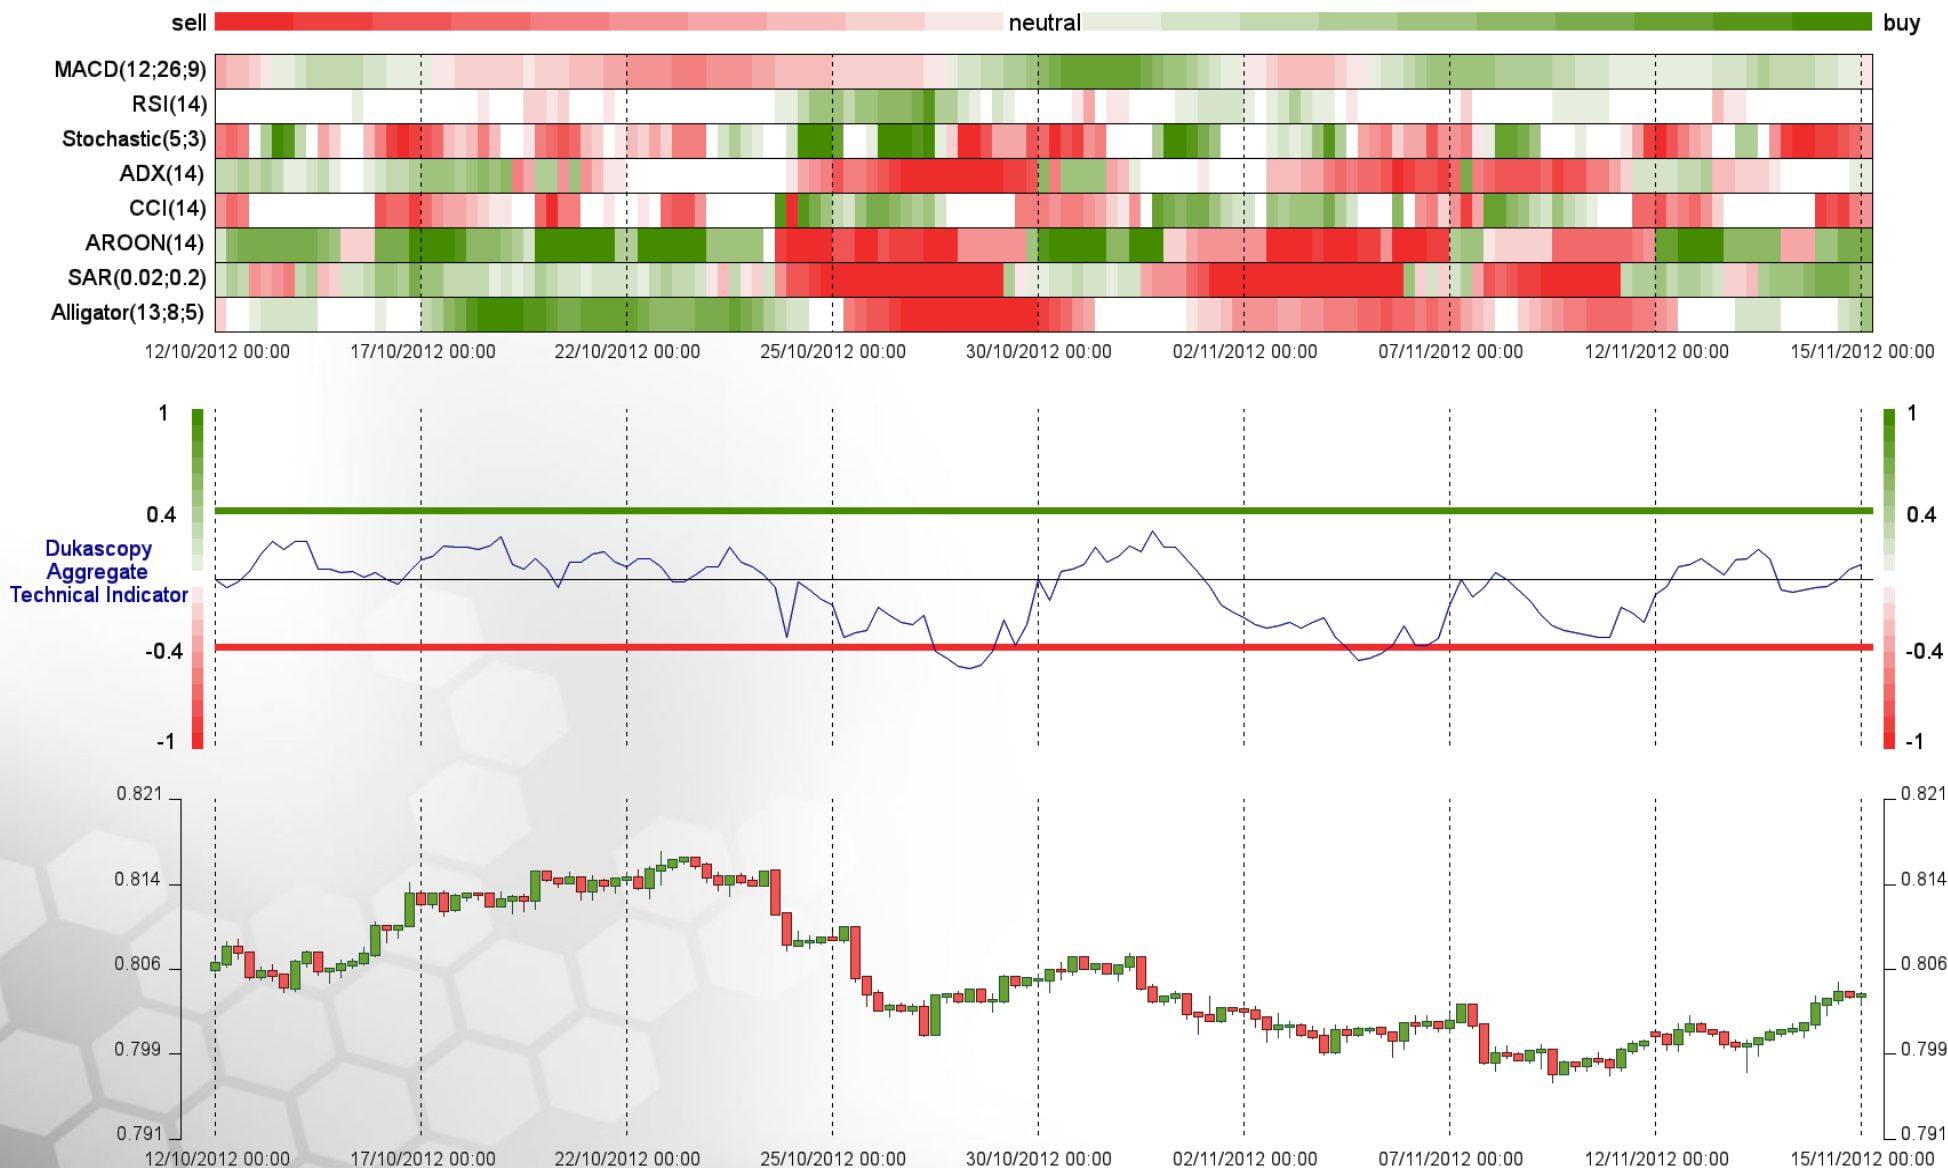 sell neutral buy
MACD(12;26;9)
RSI(14)
Stochastic(5;3)
ADX(14)
CCI(14)
AROON(14)
SAR(0.02;0.2)
Alligator(13;8;5)
12/10/2012 00:00 17/10/2012 00:00 22/10/2012 00:00 25/10/2012 00:00 30/10/2012 00:00 02/11/2012 00:00 07/11/2012 00:00 12/11/2012 00:00 15/11/2012 00:00
1 1
0.4 0.4
Dukascopy
Aggregate
Technical Indicator
-0.4 -0.4
-1 -1
0.821 0.821
0.814 0.814
0.806 0.806
0.799 0.799
0.791 0.791
12/10/2012 00:00 17/10/2012 00:00 22/10/2012 00:00 25/10/2012 00:00 30/10/2012 00:00 02/11/2012 00:00 07/11/2012 00:00 12/11/2012 00:00 15/11/2012 00:00